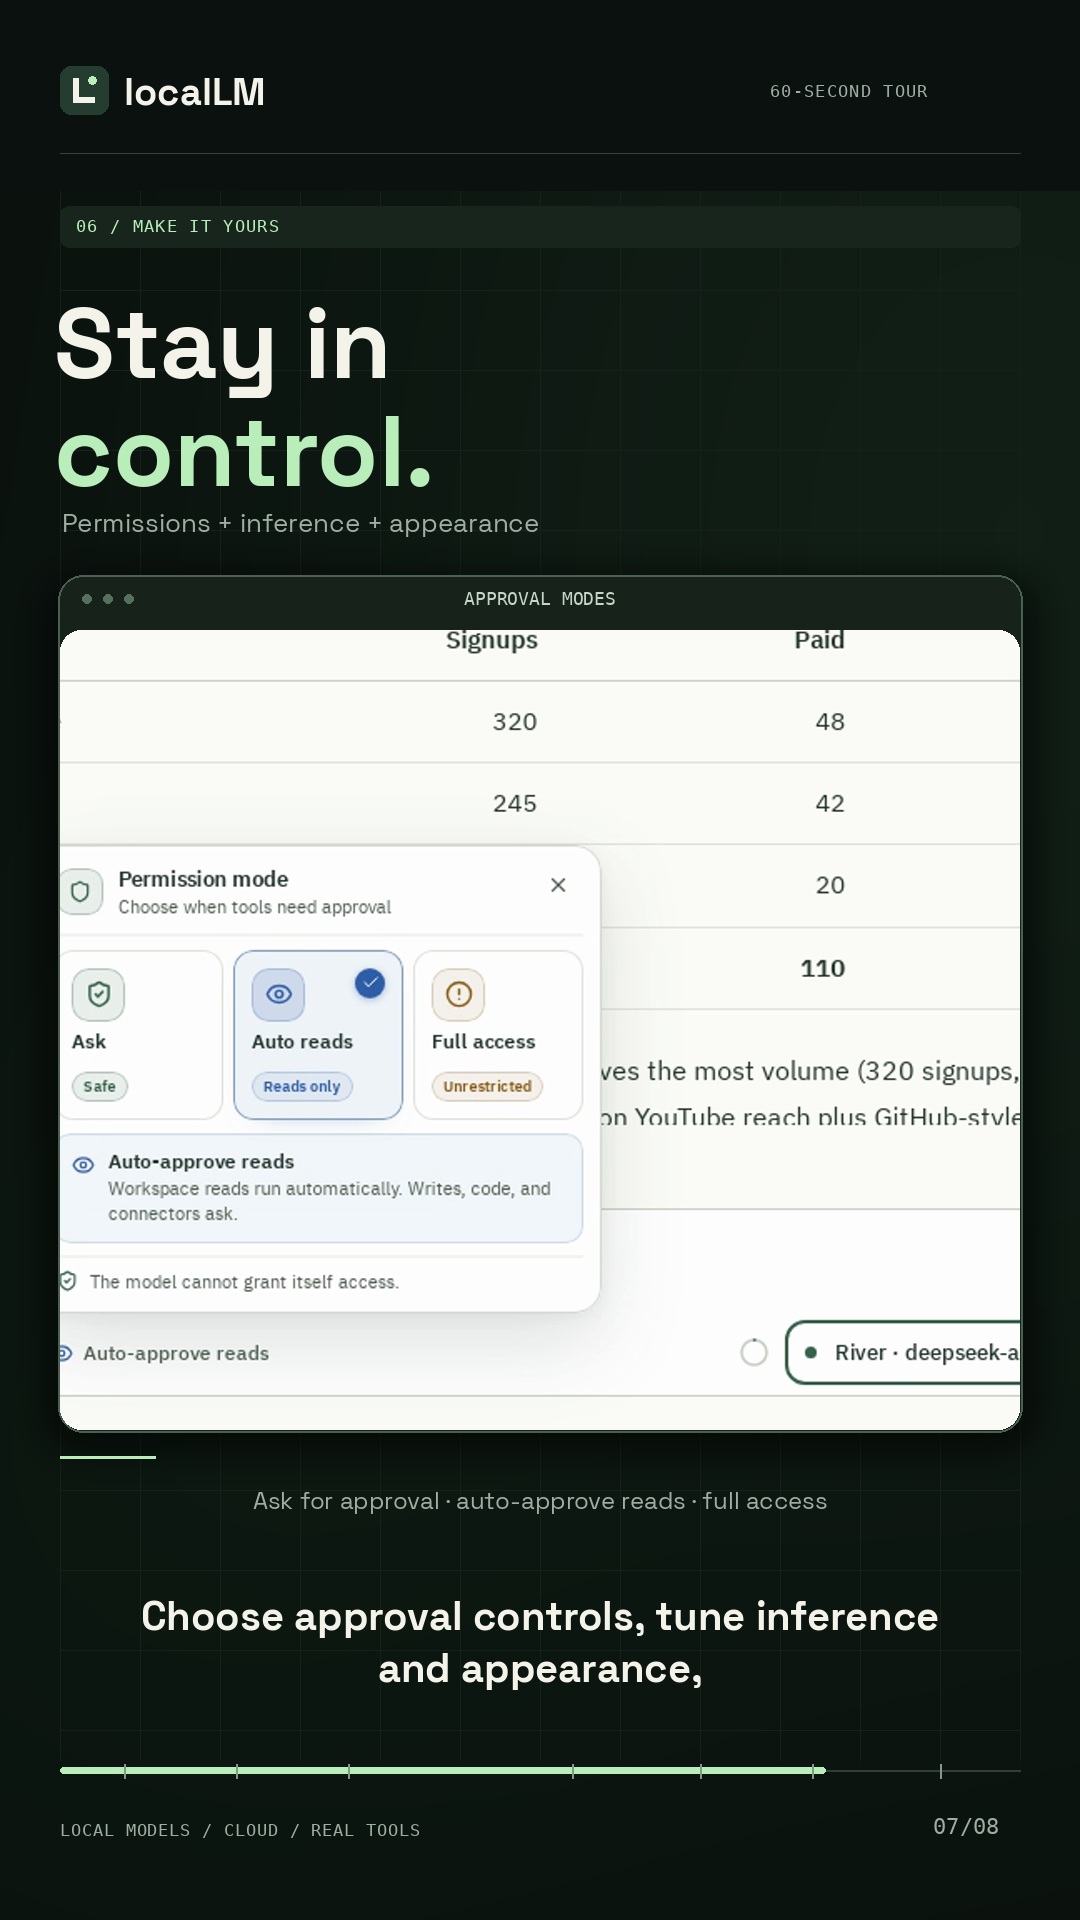 localLM
60-SECOND TOUR
06 / MAKE IT YOURS
Stay in
control.
Permissions + inference + appearance
APPROVAL MODES
Signups Paid
320 48
245 42
20
110
Permission mode
Choose when tools need approval
Ask
Safe
Auto reads
Reads only
Full access
Unrestricted
ves the most volume (320 signups,
on YouTube reach plus GitHub-style
Auto-approve reads
Workspace reads run automatically. Writes, code, and
connectors ask.
The model cannot grant itself access.
Auto-approve reads
River · deepseek-a
Ask for approval · auto-approve reads · full access
Choose approval controls, tune inference
and appearance,
LOCAL MODELS / CLOUD / REAL TOOLS
07/08